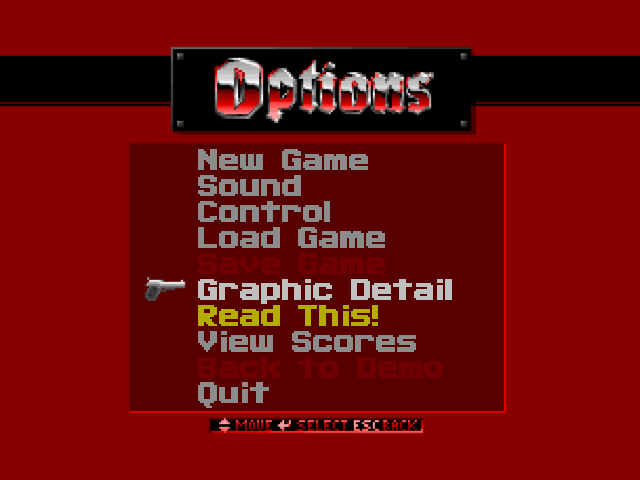 Options
New Game
Sound
Control
Load Game
Save Game
Graphic Detail
Read This!
View Scores
Back to Demo
Quit
MOVE SELECT ESC BACK